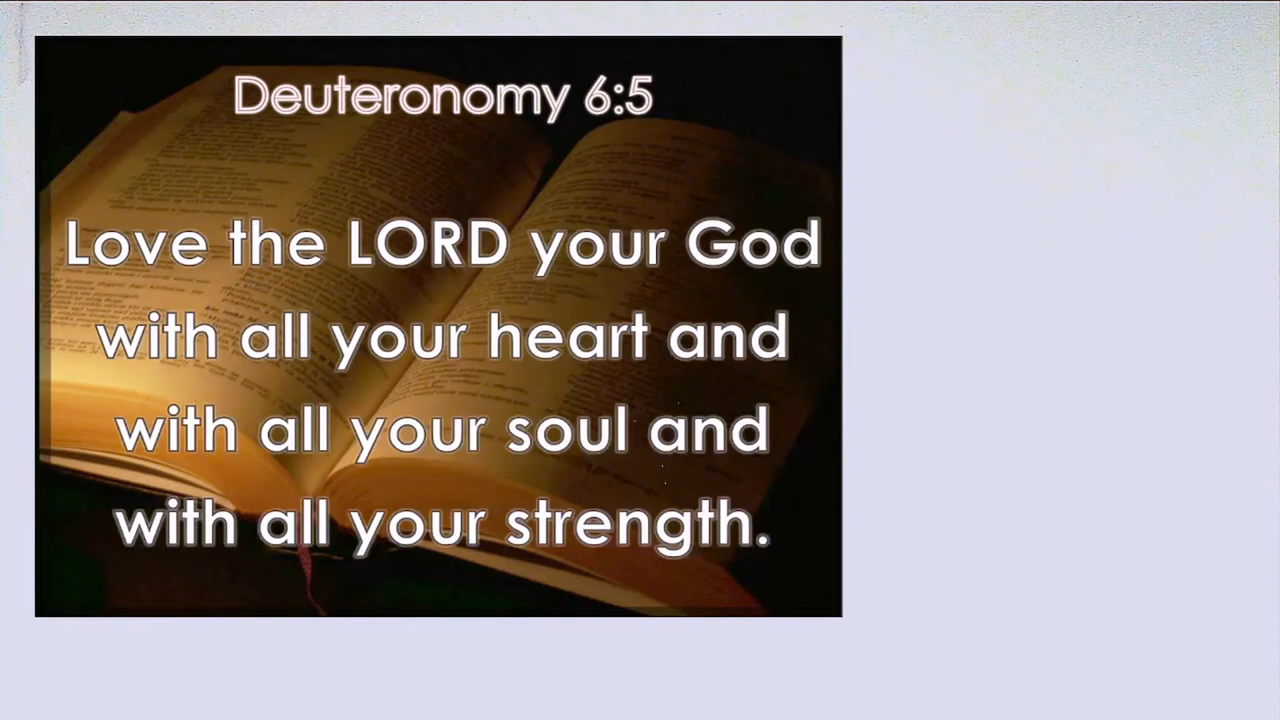 Deuteronomy 6:5
Love the LORD your God
with all your heart and
with all your soul and
with all your strength.